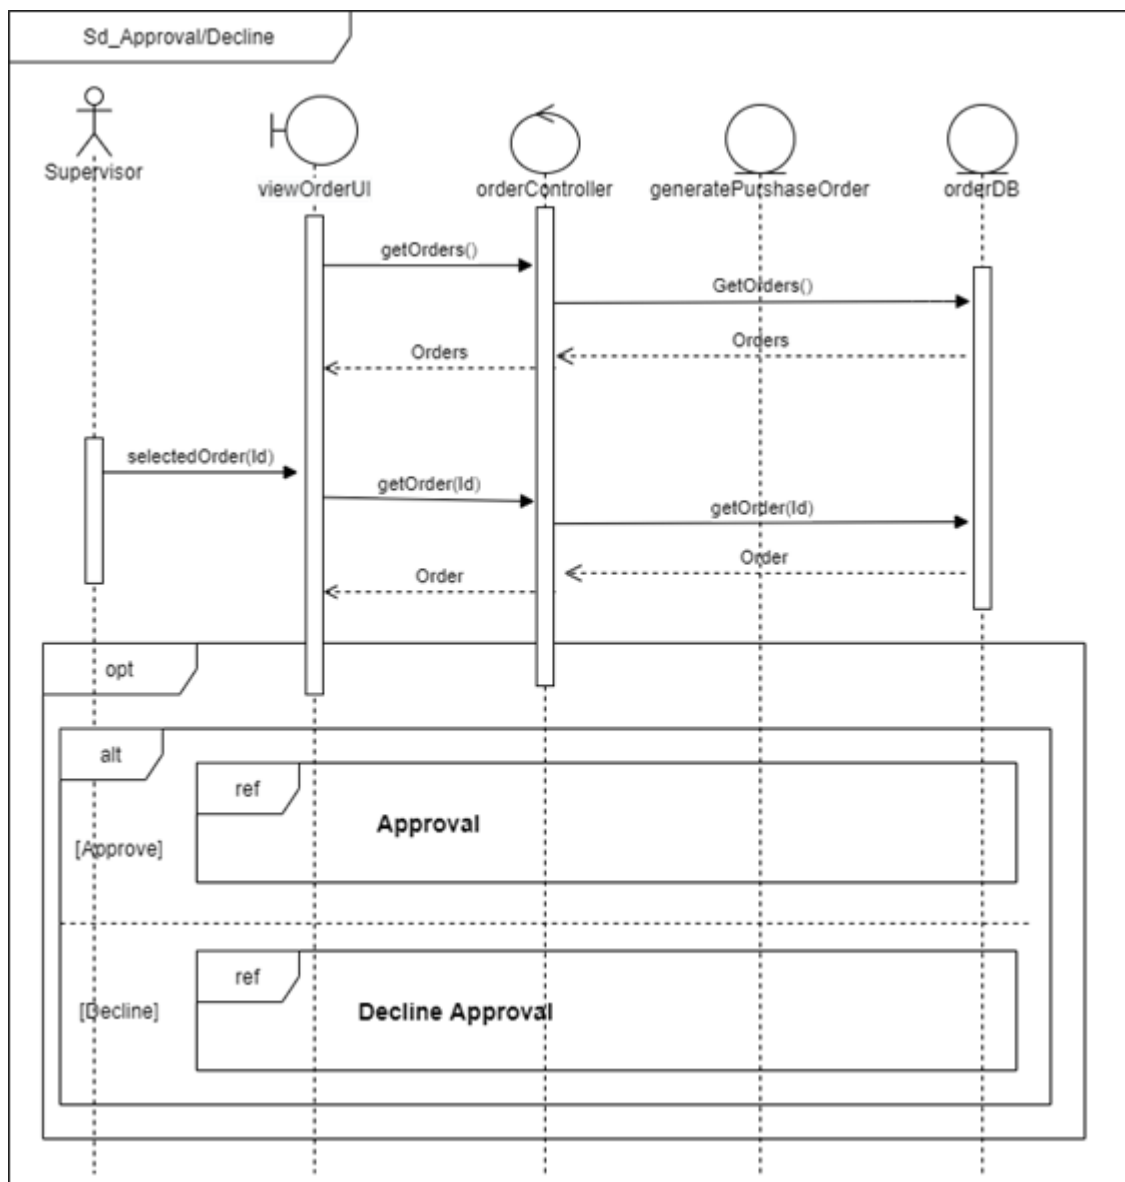 Sd_Approval/Decline
Supervisor
viewOrderUI
orderController
generatePurshaseOrder
orderDB
getOrders()
GetOrders()
Orders
Orders
selectedOrder(Id)
getOrder(Id)
getOrder(Id)
Order
Order
opt
alt
ref
Approval
[Approve]
ref
[Decline]
Decline Approval